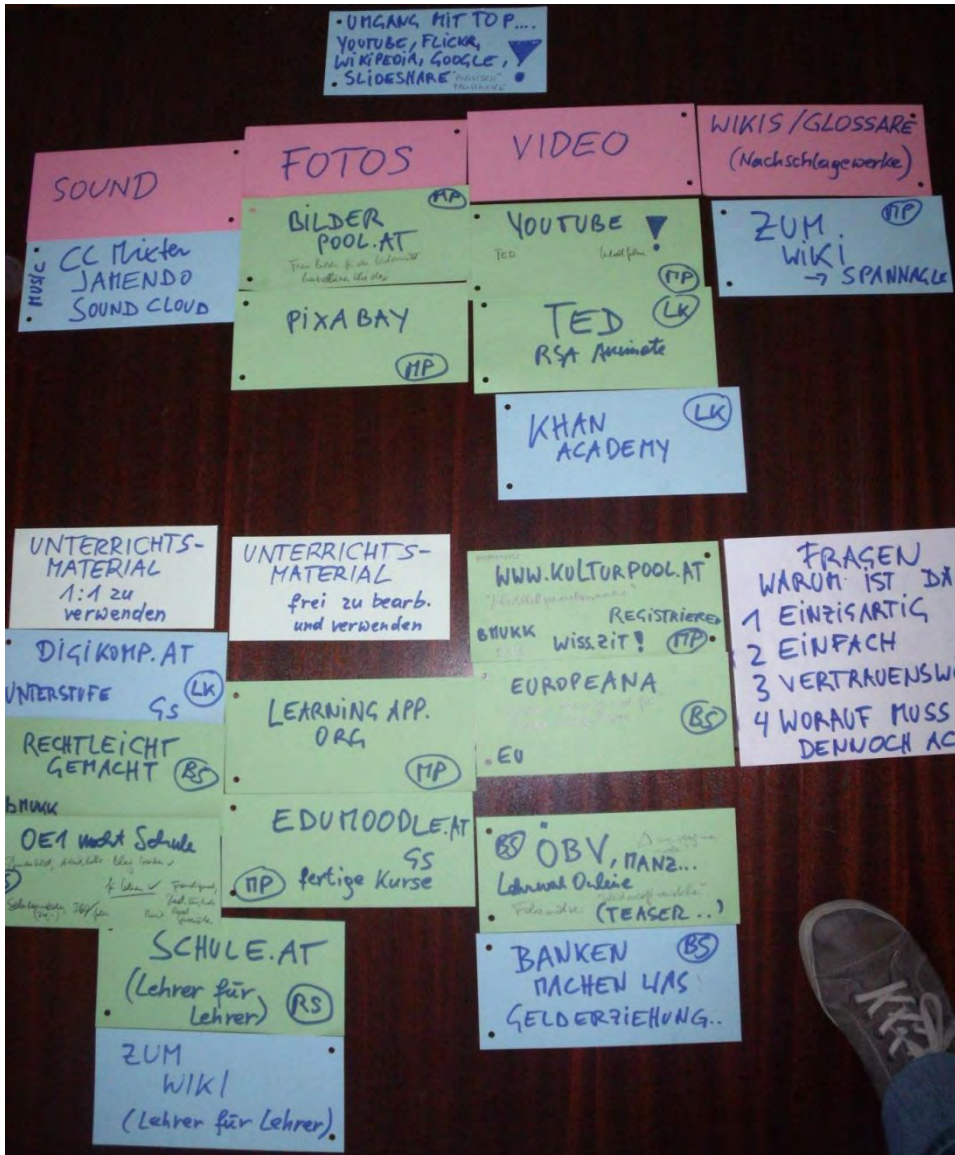 • UMGANG MIT TOP....
YOUTUBE, FLICKR,
WIKIPEDIA, GOOGLE, !
SLIDESHARE
SOUND
FOTOS
VIDEO
WIKIS/GLOSSARE
(Nachschlagewerke)
MUSIC
CC Mixter
JAMENDO
SOUND CLOUD
BILDER
POOL.AT
MP
PIXABAY
MP
YOUTUBE !
TED
MP
TED
RSA Animate
LK
KHAN
ACADEMY
LK
ZUM.
WIKI
→ SPANNAGLE
MP
UNTERRICHTS-
MATERIAL
1:1 zu
verwenden
UNTERRICHTS-
MATERIAL
frei zu bearb.
und verwenden
DIGIKOMP.AT
UNTERSTUFE
GS
LK
RECHTLEICHT
GEMACHT
BS
bMUKK
OE1 macht Schule
SCHULE.AT
(Lehrer für
Lehrer)
RS
ZUM
WIKI
(Lehrer für Lehrer)
LEARNING APP.
ORG
MP
EDUMOODLE.AT
GS
MP fertige Kurse
WWW.KULTURPOOL.AT
REGISTRIEREN
BMUKK wiss.zeit! MP
EUROPEANA
BS
EU
BS ÖBV, MANZ...
Lehrwal Online
(TEASER..)
BANKEN
MACHEN WAS
GELDERZIEHUNG..
BS
FRAGEN
WARUM IST DA
1 EINZIGARTIG
2 EINFACH
3 VERTRAUENSW
4 WORAUF MUSS
DENNOCH AC